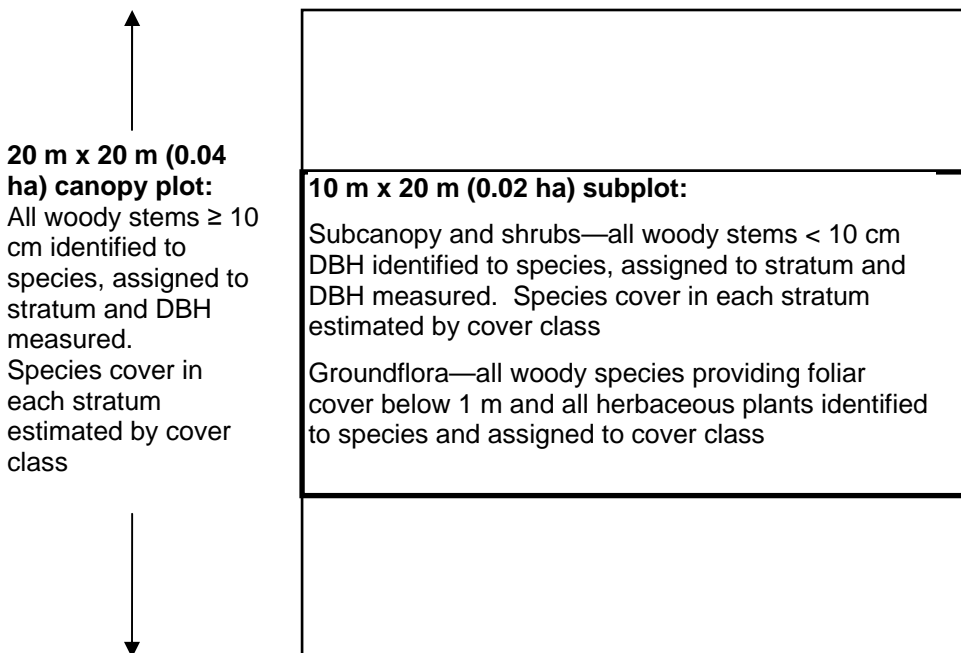 20 m x 20 m (0.04
ha) canopy plot:
All woody stems ≥ 10
cm identified to
species, assigned to
stratum and DBH
measured.
Species cover in
each stratum
estimated by cover
class
10 m x 20 m (0.02 ha) subplot:
Subcanopy and shrubs—all woody stems < 10 cm
DBH identified to species, assigned to stratum and
DBH measured.  Species cover in each stratum
estimated by cover class
Groundflora—all woody species providing foliar
cover below 1 m and all herbaceous plants identified
to species and assigned to cover class